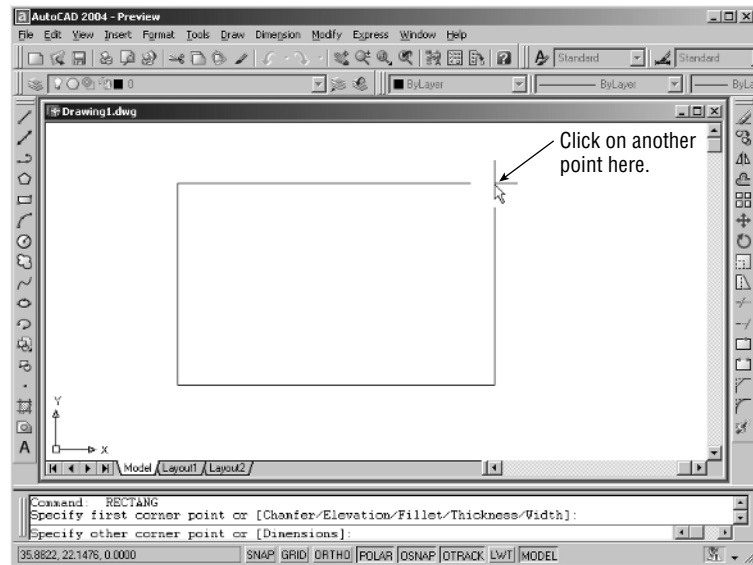 AutoCAD 2004 - Preview
File Edit View Insert Format Tools Draw Dimension Modify Express Window Help
Standard Standard
0 ByLayer ByLayer ByLa
Drawing1.dwg
Click on another
point here.
Y
X
Model Layout1 Layout2
Command: RECTANG
Specify first corner point or [Chamfer/Elevation/Fillet/Thickness/Width]:
Specify other corner point or [Dimensions]:
35.8822, 22.1476, 0.0000 SNAP GRID ORTHO POLAR OSNAP OTRACK LWT MODEL